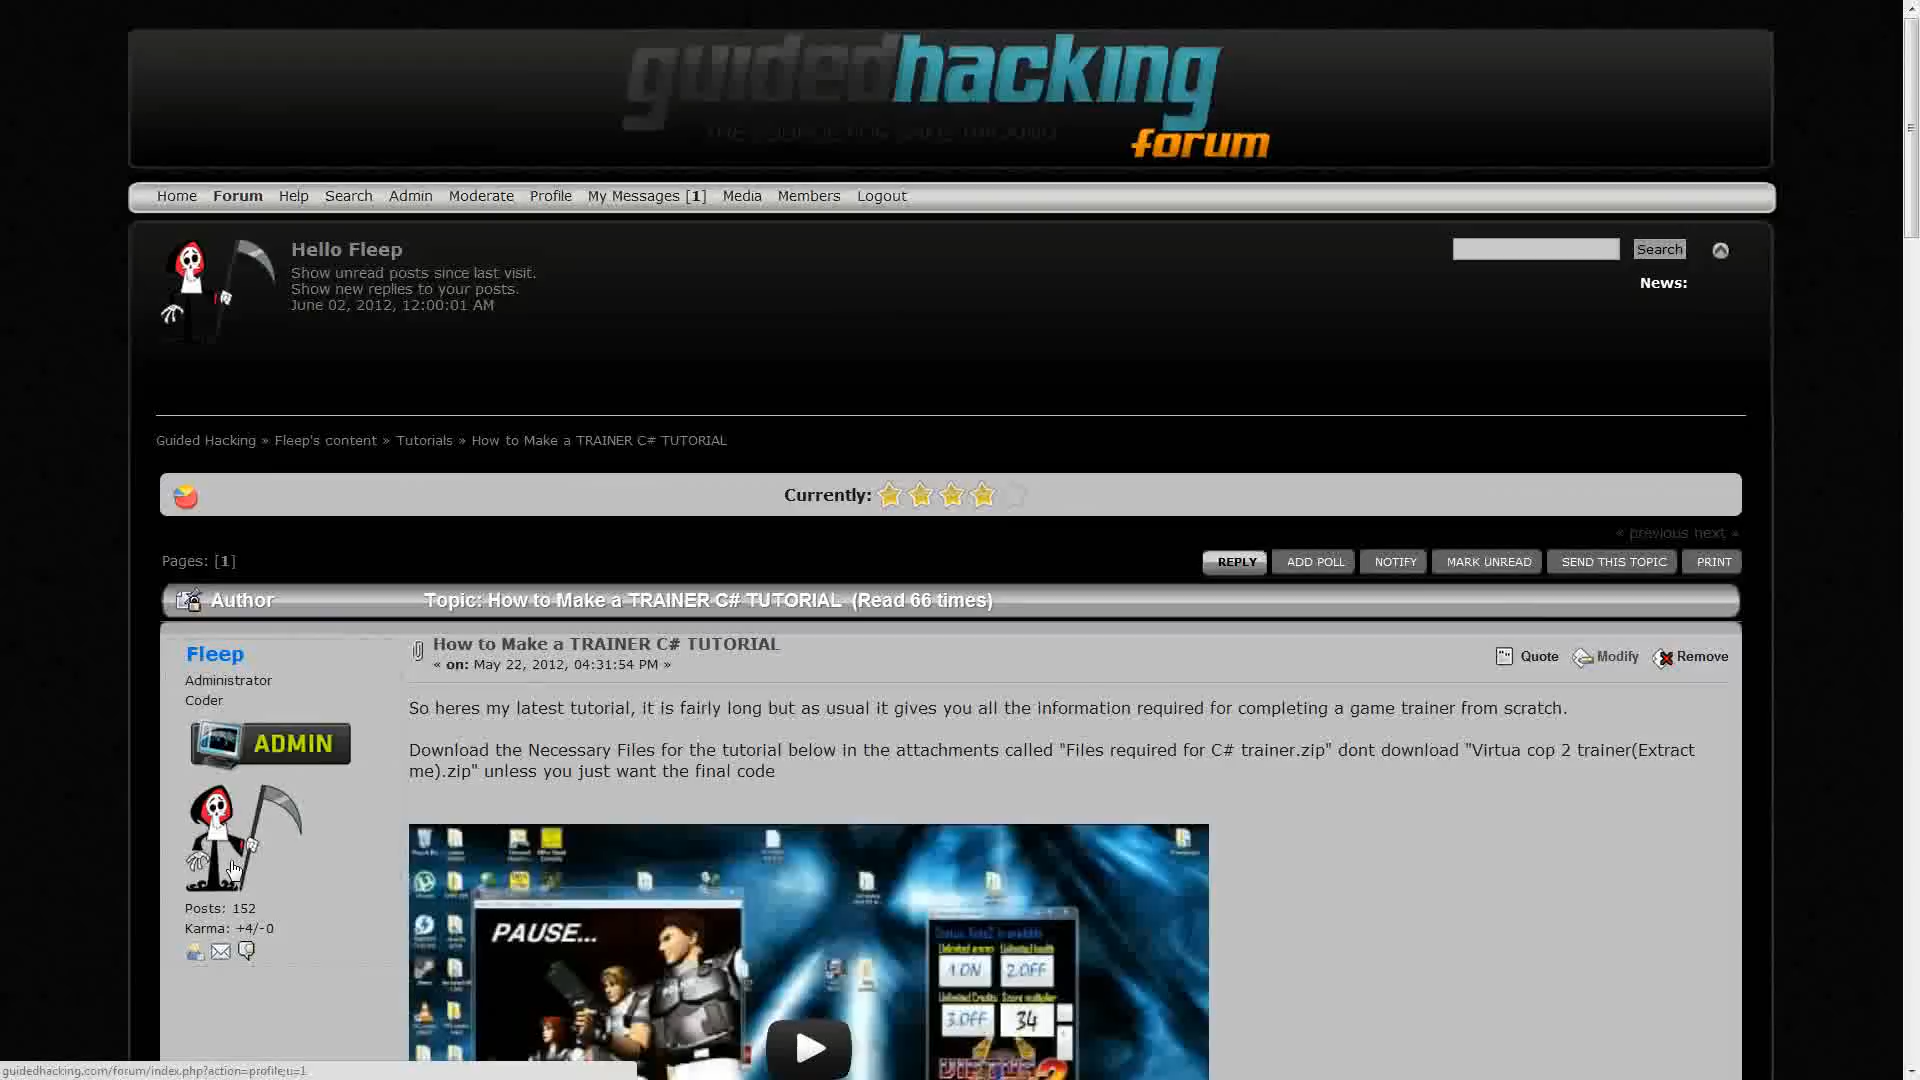 guidedhacking
forum
Home Forum Help Search Admin Moderate Profile My Messages [1] Media Members Logout
Hello Fleep
Search
Show unread posts since last visit.
News:
Show new replies to your posts.
June 02, 2012, 12:00:01 AM
Guided Hacking » Fleep's content » Tutorials » How to Make a TRAINER C# TUTORIAL
Currently:
« previous next »
Pages: [1]
REPLY ADD POLL NOTIFY MARK UNREAD SEND THIS TOPIC PRINT
Author Topic: How to Make a TRAINER C# TUTORIAL (Read 66 times)
Fleep
Administrator
Coder
ADMIN
Posts: 152
Karma: +4/-0
How to Make a TRAINER C# TUTORIAL
« on: May 22, 2012, 04:31:54 PM »
Quote Modify Remove
So heres my latest tutorial, it is fairly long but as usual it gives you all the information required for completing a game trainer from scratch.
Download the Necessary Files for the tutorial below in the attachments called "Files required for C# trainer.zip" dont download "Virtua cop 2 trainer(Extract
me).zip" unless you just want the final code
PAUSE...
Unlimited ammo Unlimited health
1.ON 2.OFF
Unlimited Credits Score multiplier
3.OFF 34
guidedhacking.com/forum/index.php?action=profile;u=1